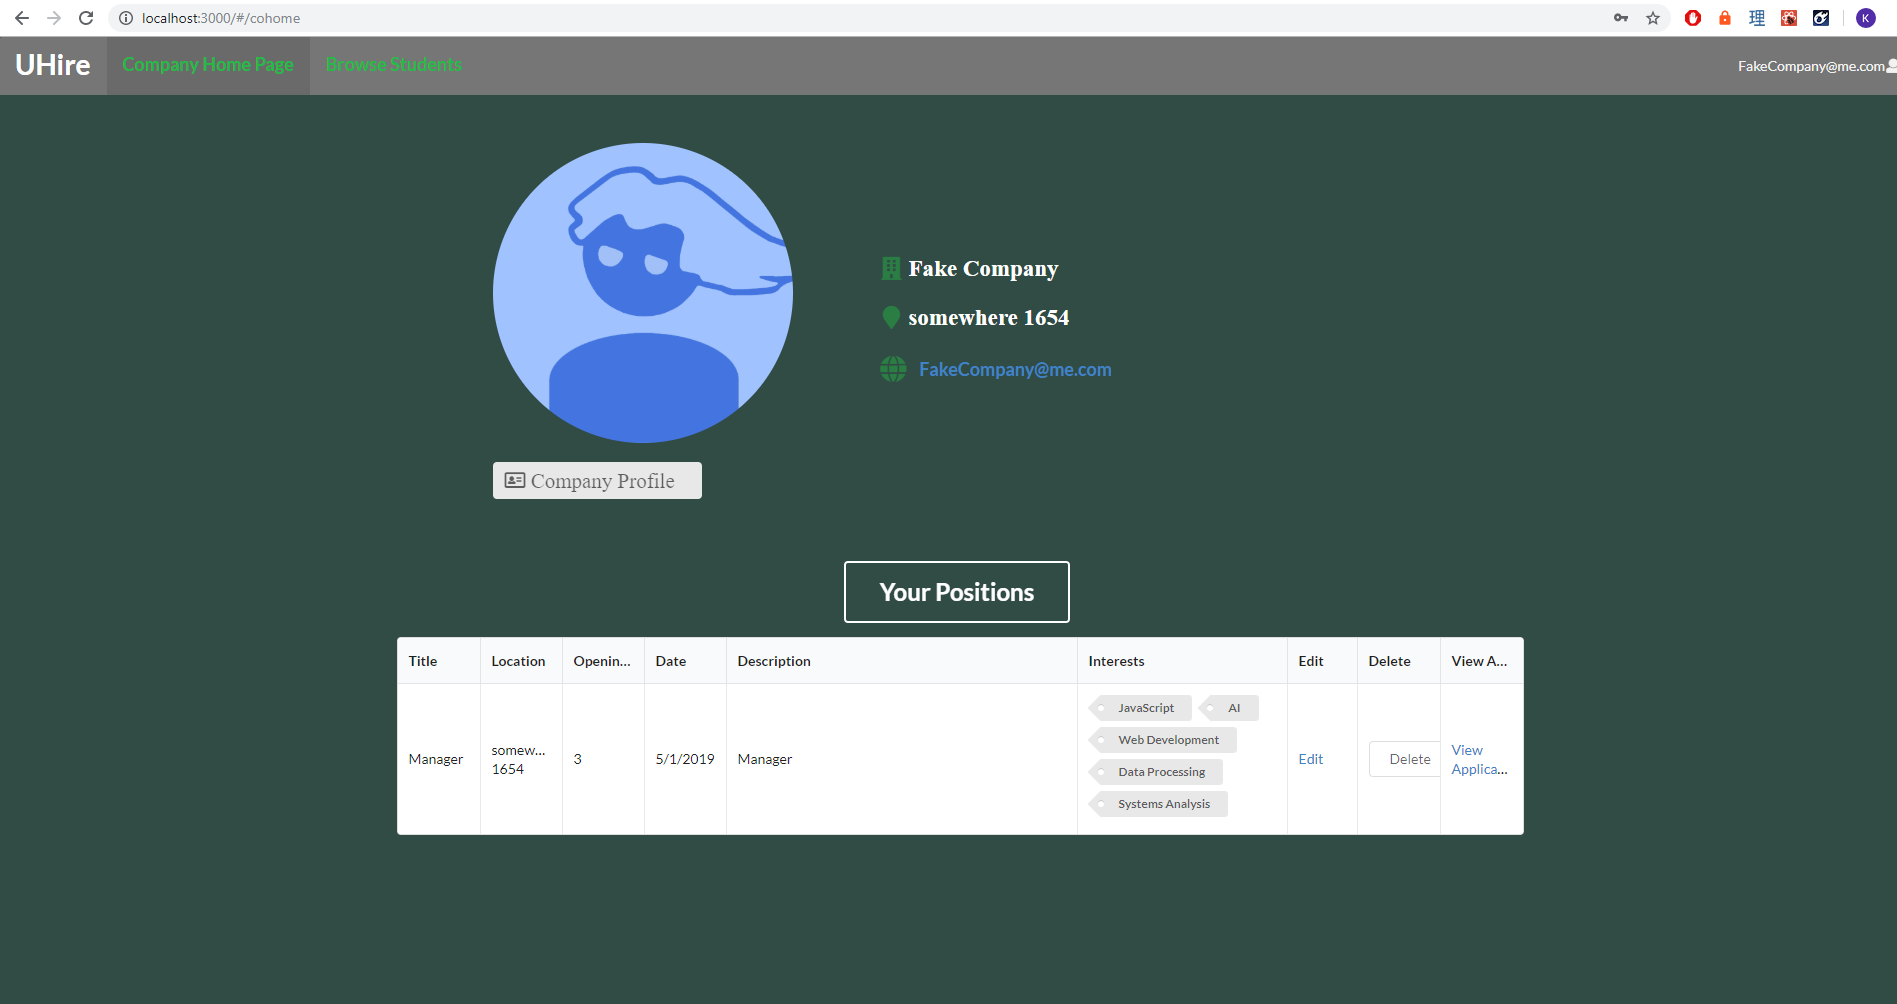 localhost:3000/#/cohome
理
K
UHire
Company Home Page
Browse Students
FakeCompany@me.com
Fake Company
somewhere 1654
FakeCompany@me.com
Company Profile
Your Positions
Title Location Openin... Date Description Interests Edit Delete View A...
Manager
somew...
1654
3
5/1/2019
Manager
JavaScript AI
Web Development
Data Processing
Systems Analysis
Edit
Delete
View
Applica...